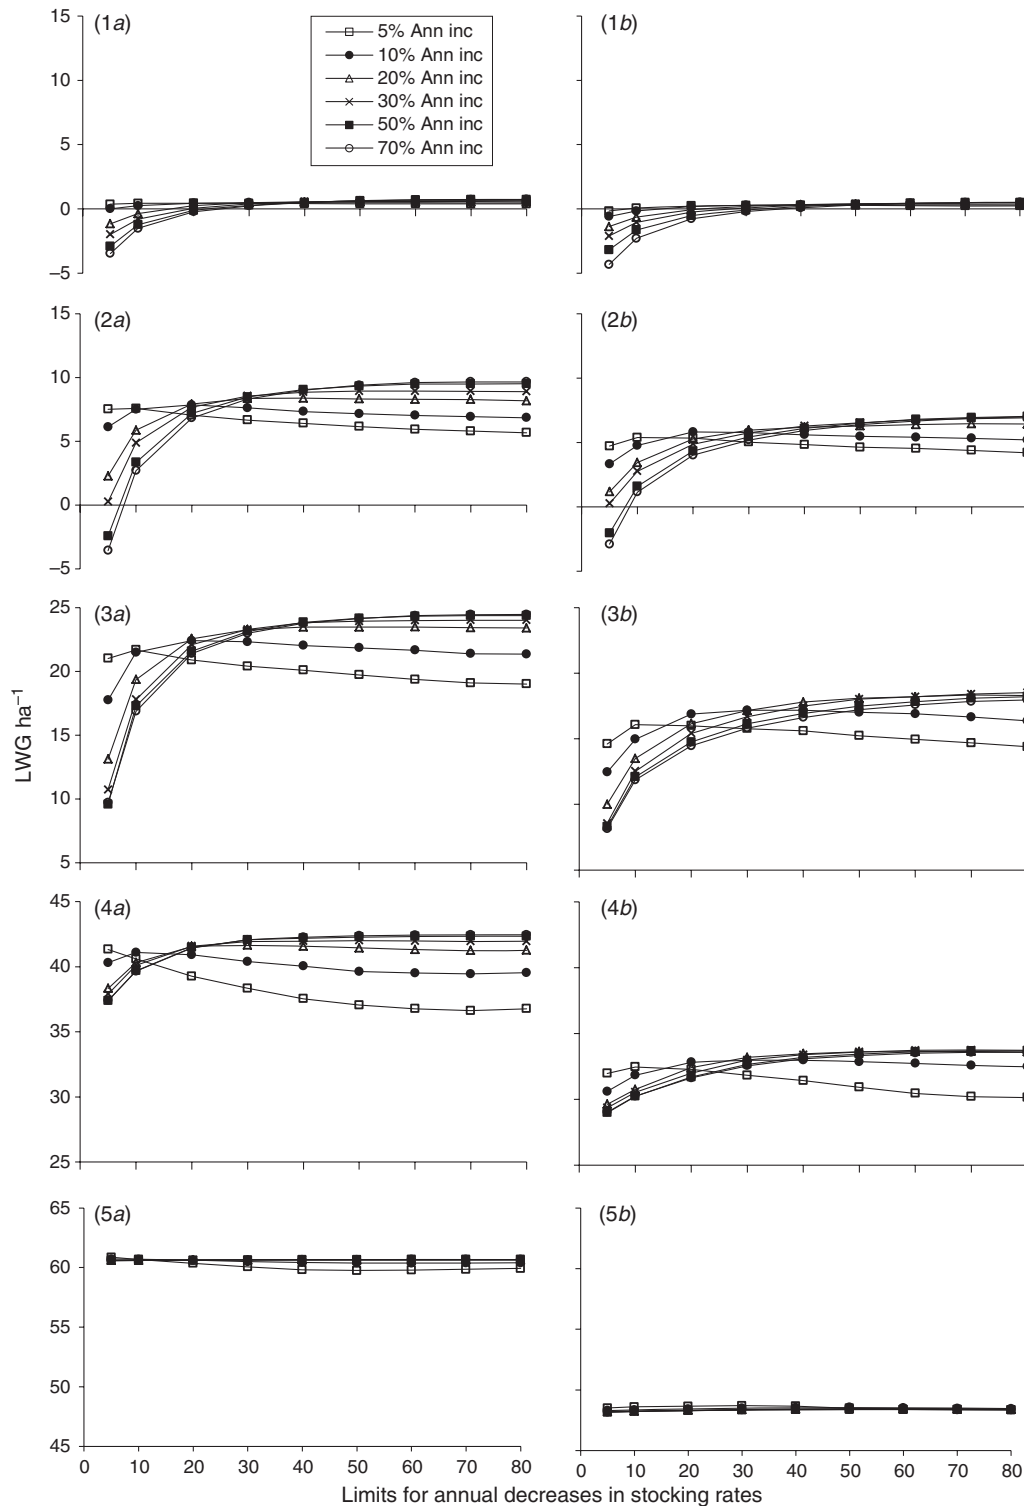 (1a)
15
10
5
0
–5
5% Ann inc
10% Ann inc
20% Ann inc
30% Ann inc
50% Ann inc
70% Ann inc
(1b)
(2a)
15
10
5
0
–5
(2b)
(3a)
25
20
15
10
5
(3b)
LWG ha⁻¹
(4a)
45
40
35
30
25
(4b)
(5a)
65
60
55
50
45
(5b)
0 10 20 30 40 50 60 70 80
0 10 20 30 40 50 60 70 80
Limits for annual decreases in stocking rates